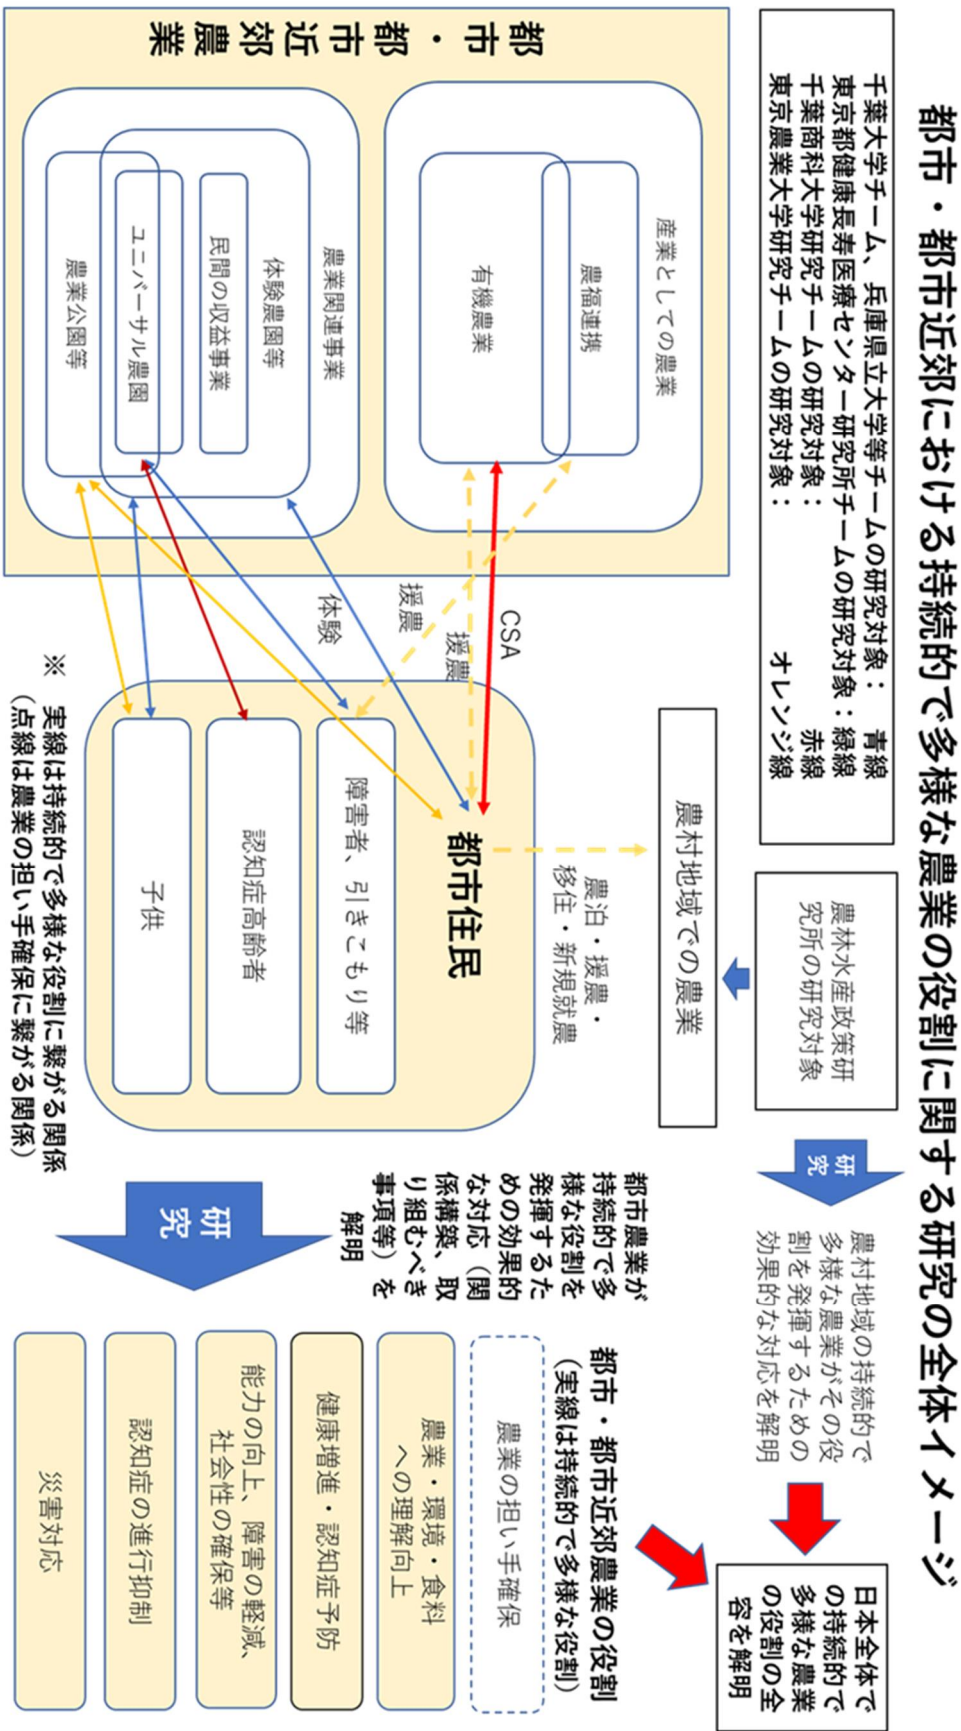 都市・都市近郊における持続的で多様な農業の役割に関する研究の全体イメージ
千葉大学チーム、兵庫県立大学等チームの研究対象：　青線
東京都健康長寿医療センター研究所チームの研究対象：緑線
千葉商科大学研究チームの研究対象：　赤線
東京農業大学研究チームの研究対象：　オレンジ線
農林水産政策研
究所の研究対象
研
究
農村地域の持続的で
多様な農業がその役
割を発揮するための
効果的な対応を解明
日本全体で
の持続的で
多様な農業
の役割の全
容を解明
都市・都市近郊農業
産業としての農業
農福連携
有機農業
農業関連事業
体験農園等
民間の収益事業
ユニバーサル農園
農業公園等
CSA
援農
援農
体験
農村地域での農業
農泊・援農・
移住・新規就農
都市住民
障害者、引きこもり等
認知症高齢者
子供
※　実線は持続的で多様な役割に繋がる関係
（点線は農業の担い手確保に繋がる関係）
都市農業が
持続的で多
様な役割を
発揮するた
めの効果的
な対応（関
係構築、取
り組むべき
事項等）を
解明
研
究
都市・都市近郊農業の役割
（実線は持続的で多様な役割）
農業の担い手確保
農業・環境・食料
への理解向上
健康増進・認知症予防
能力の向上、障害の軽減、
社会性の確保等
認知症の進行抑制
災害対応